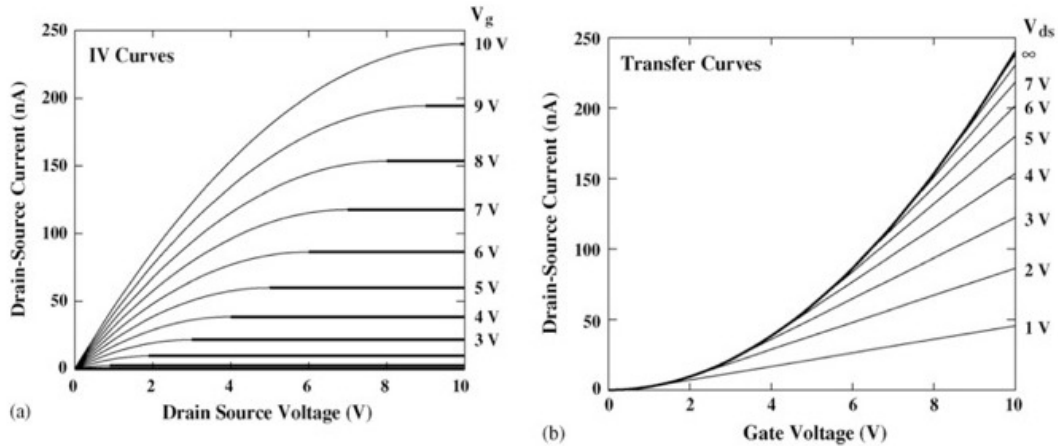 V_g
250
10 V
IV Curves
200
9 V
8 V
150
7 V
100
6 V
5 V
50
4 V
3 V
0
0 2 4 6 8 10
Drain Source Voltage (V)
Drain-Source Current (nA)
(a)
V_ds
250
∞
Transfer Curves
7 V
200
6 V
5 V
150
4 V
3 V
100
2 V
50
1 V
0
0 2 4 6 8 10
Gate Voltage (V)
Drain-Source Current (nA)
(b)